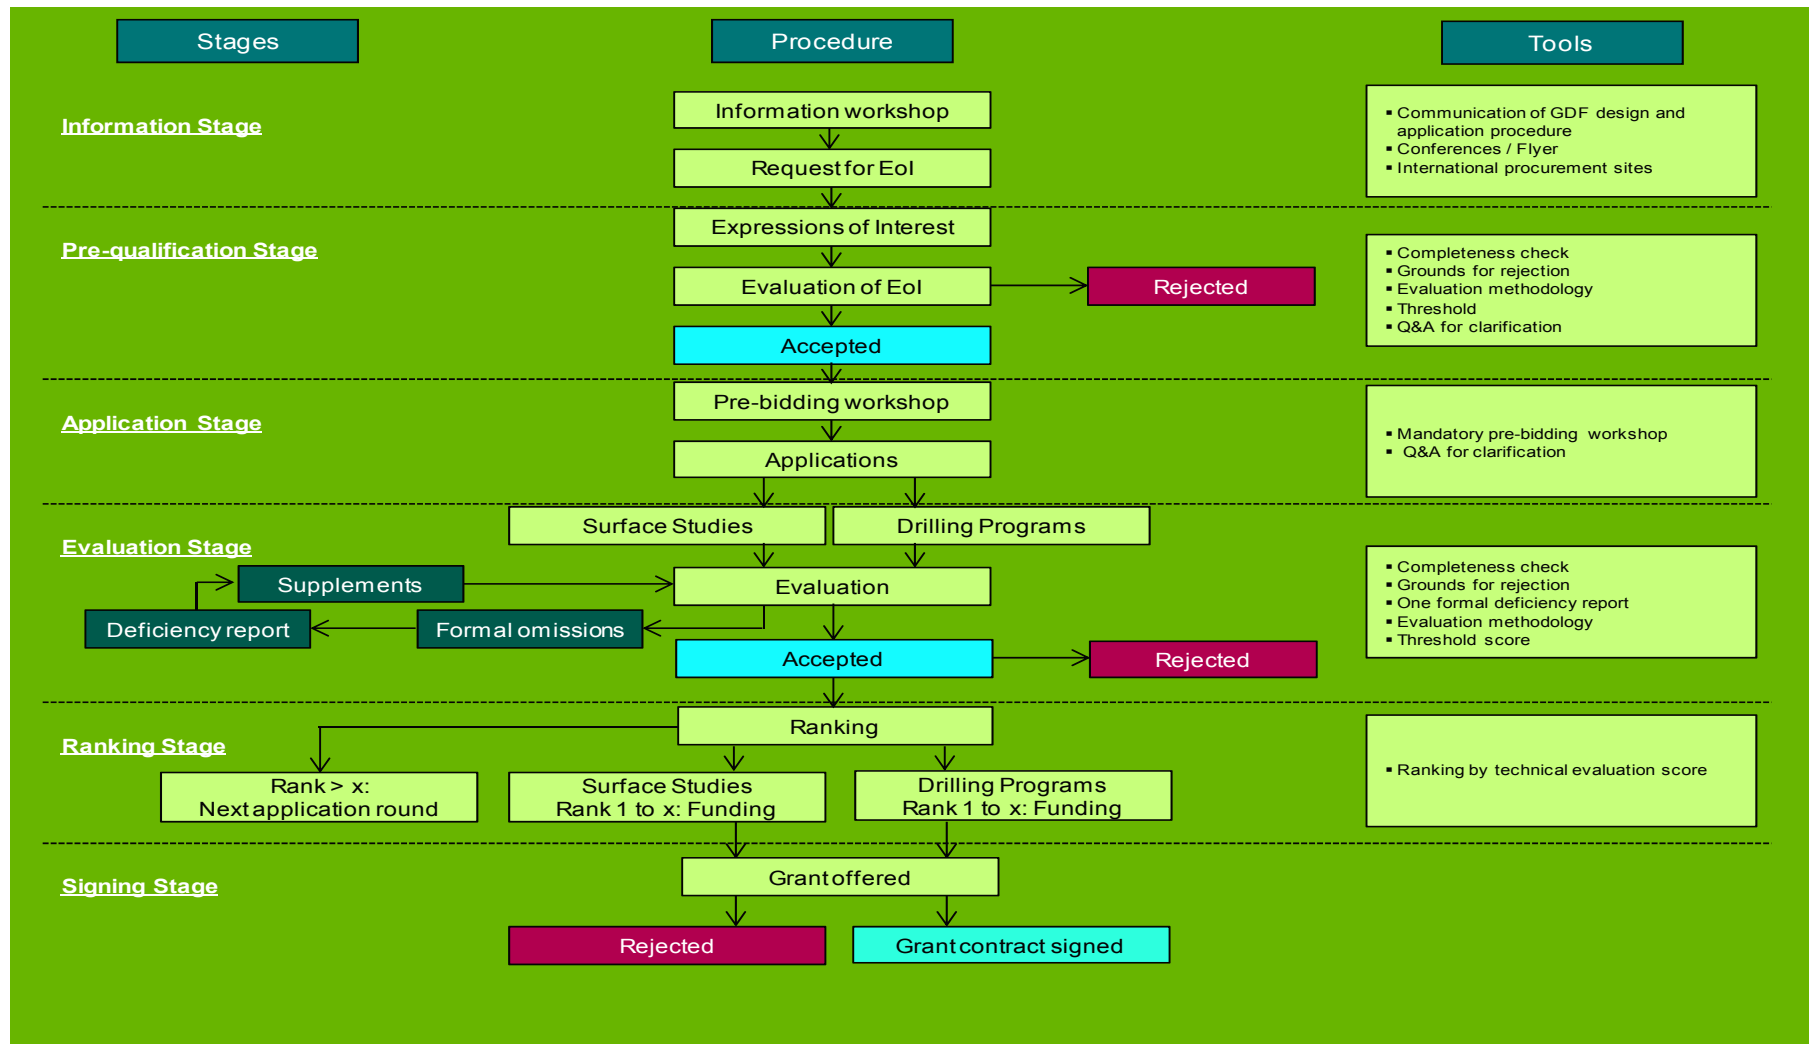 Stages
Procedure
Tools
Information Stage
Information workshop
Request for EoI
▪ Communication of GDF design and
application procedure
▪ Conferences / Flyer
▪ International procurement sites
Pre-qualification Stage
Expressions of Interest
Evaluation of EoI
Rejected
Accepted
▪ Completeness check
▪ Grounds for rejection
▪ Evaluation methodology
▪ Threshold
▪ Q&A for clarification
Application Stage
Pre-bidding workshop
Applications
▪ Mandatory pre-bidding workshop
▪ Q&A for clarification
Evaluation Stage
Surface Studies
Drilling Programs
Supplements
Evaluation
Deficiency report
Formal omissions
Accepted
Rejected
▪ Completeness check
▪ Grounds for rejection
▪ One formal deficiency report
▪ Evaluation methodology
▪ Threshold score
Ranking Stage
Ranking
Rank > x:
Next application round
Surface Studies
Rank 1 to x: Funding
Drilling Programs
Rank 1 to x: Funding
▪ Ranking by technical evaluation score
Signing Stage
Grant offered
Rejected
Grant contract signed